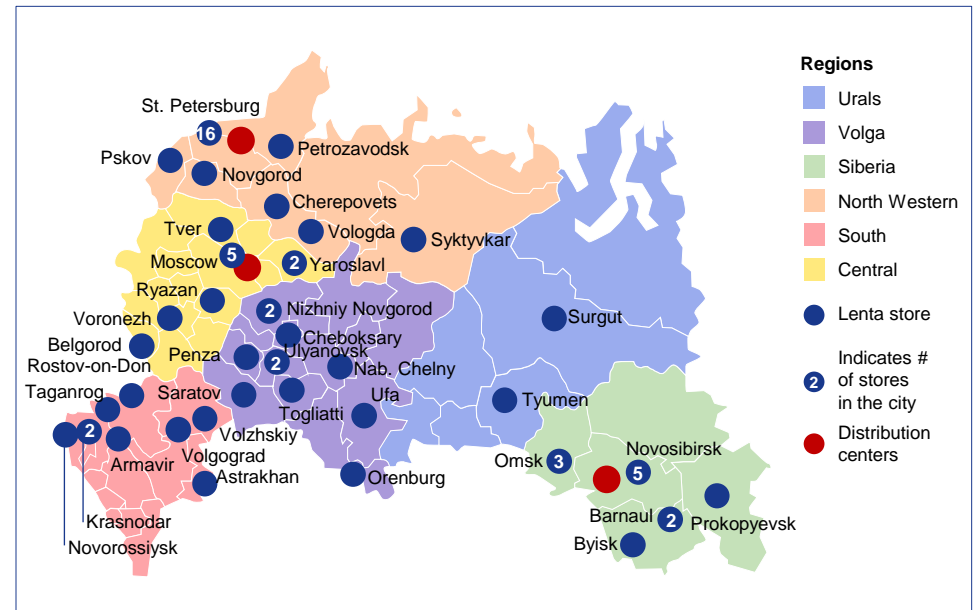 St. Petersburg
16
Petrozavodsk
Pskov
Novgorod
Cherepovets
Tver
Vologda
Syktyvkar
Moscow
5
2
Yaroslavl
Ryazan
2
Nizhniy Novgorod
Voronezh
Cheboksary
Surgut
Belgorod
Penza
Ulyanovsk
2
Nab. Chelny
Rostov-on-Don
Taganrog
Saratov
Togliatti
Ufa
Tyumen
2
Volzhskiy
Volgograd
Armavir
Astrakhan
Orenburg
Krasnodar
Novorossiysk
Omsk
3
Novosibirsk
5
Barnaul
2
Prokopyevsk
Byisk
Regions
Urals
Volga
Siberia
North Western
South
Central
Lenta store
2
Indicates #
of stores
in the city
Distribution
centers